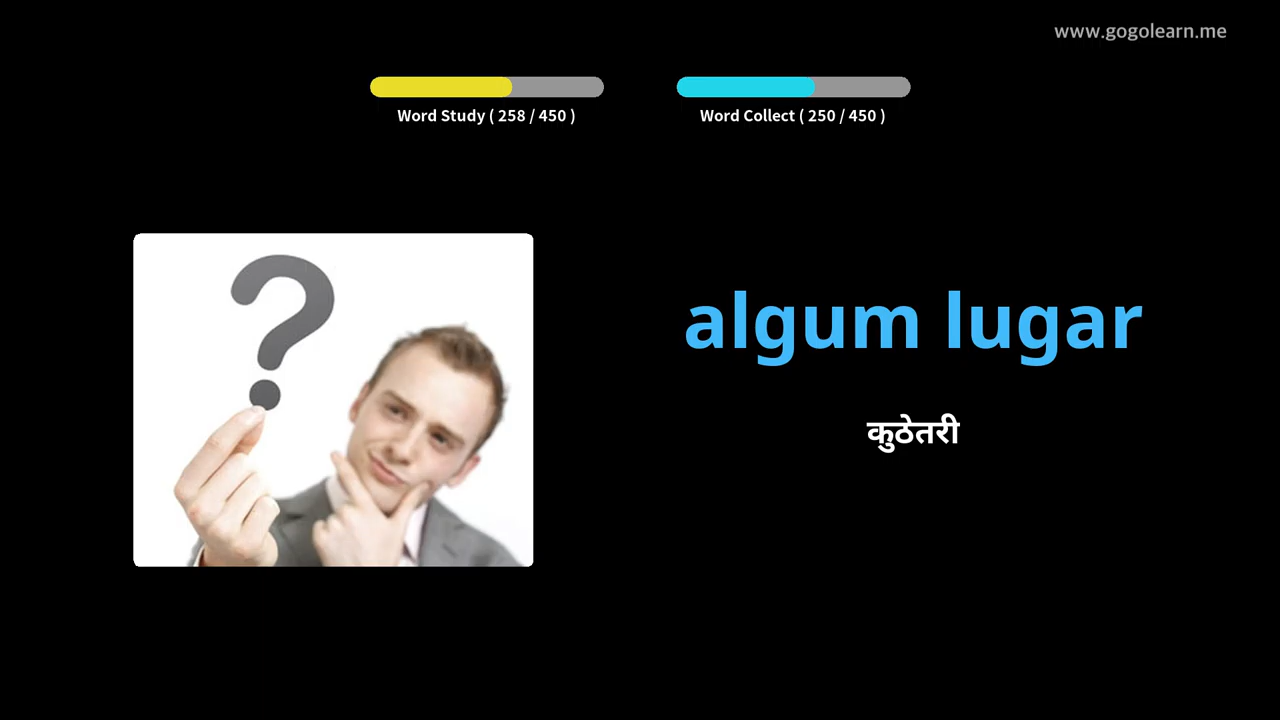 www.gogolearn.me
Word Study ( 258 / 450 )
Word Collect ( 250 / 450 )
algum lugar
कुठेतरी